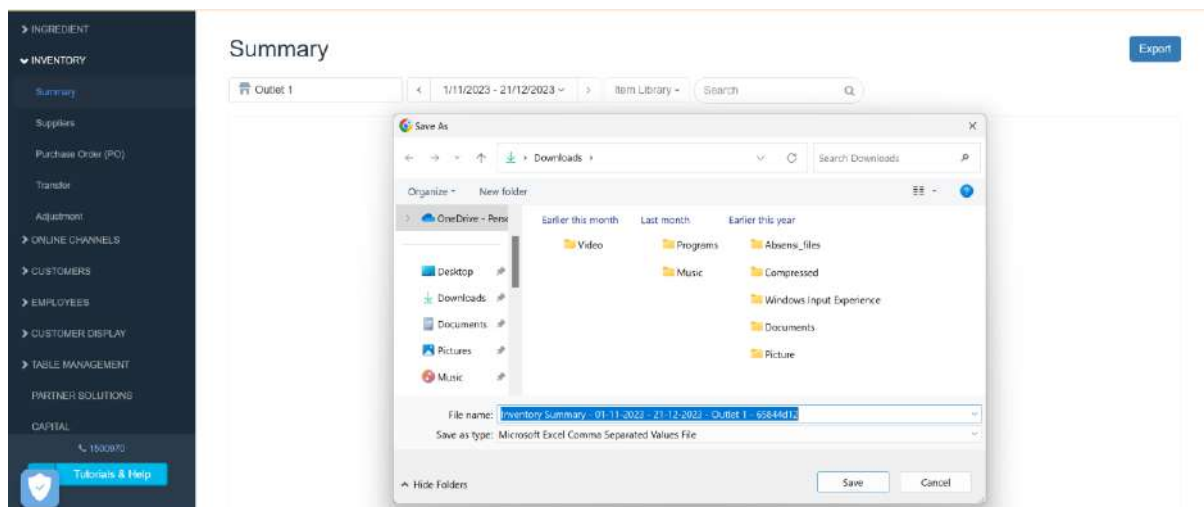 INGREDIENT
INVENTORY
Summary
Suppliers
Purchase Order (PO)
Transfer
Adjustment
ONLINE CHANNELS
CUSTOMERS
EMPLOYEES
CUSTOMER DISPLAY
TABLE MANAGEMENT
PARTNER SOLUTIONS
CAPITAL
1500970
Tutorials & Help
Summary
Export
Outlet 1
1/11/2023 - 21/12/2023
Item Library
Search
Save As
Downloads
Search Downloads
Organize
New folder
OneDrive - Perso
Desktop
Downloads
Documents
Pictures
Music
Earlier this month
Last month
Earlier this year
Video
Programs
Absensi_files
Music
Compressed
Windows Input Experience
Documents
Picture
File name: Inventory Summary - 01-11-2023 - 21-12-2023 - Outlet 1 - 65844d12
Save as type: Microsoft Excel Comma Separated Values File
Hide Folders
Save
Cancel